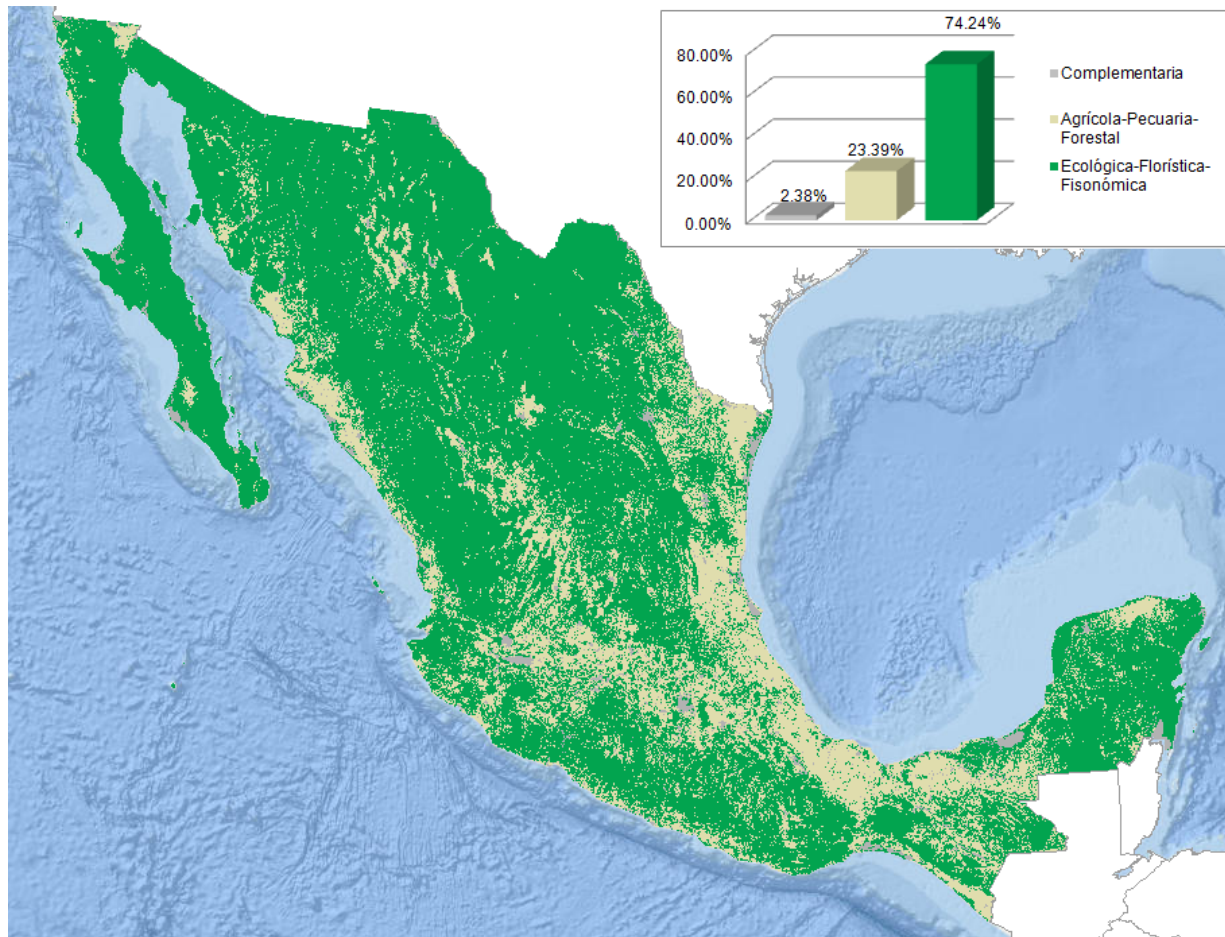 74.24%
80.00%
60.00%
40.00%
20.00%
0.00%
23.39%
2.38%
Complementaria
Agrícola-Pecuaria-
Forestal
Ecológica-Florística-
Fisonómica